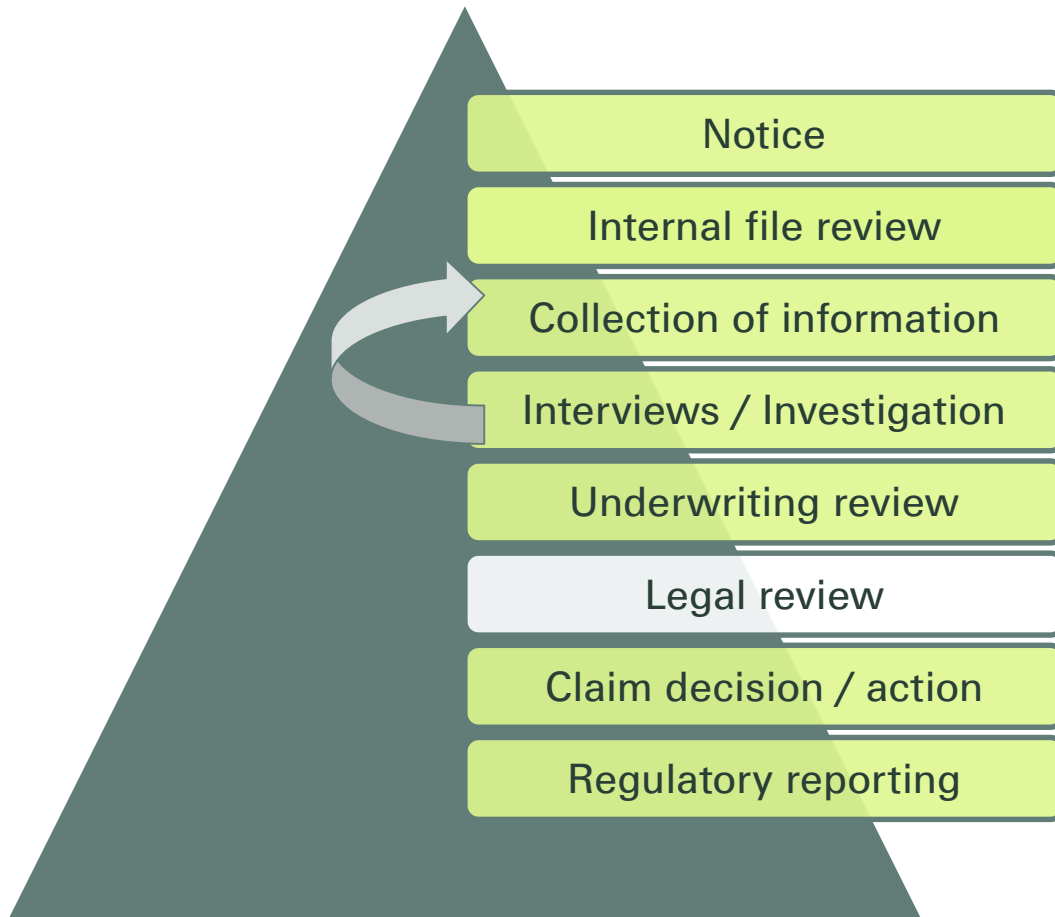 Notice
Internal file review
Collection of information
Interviews / Investigation
Underwriting review
Legal review
Claim decision / action
Regulatory reporting